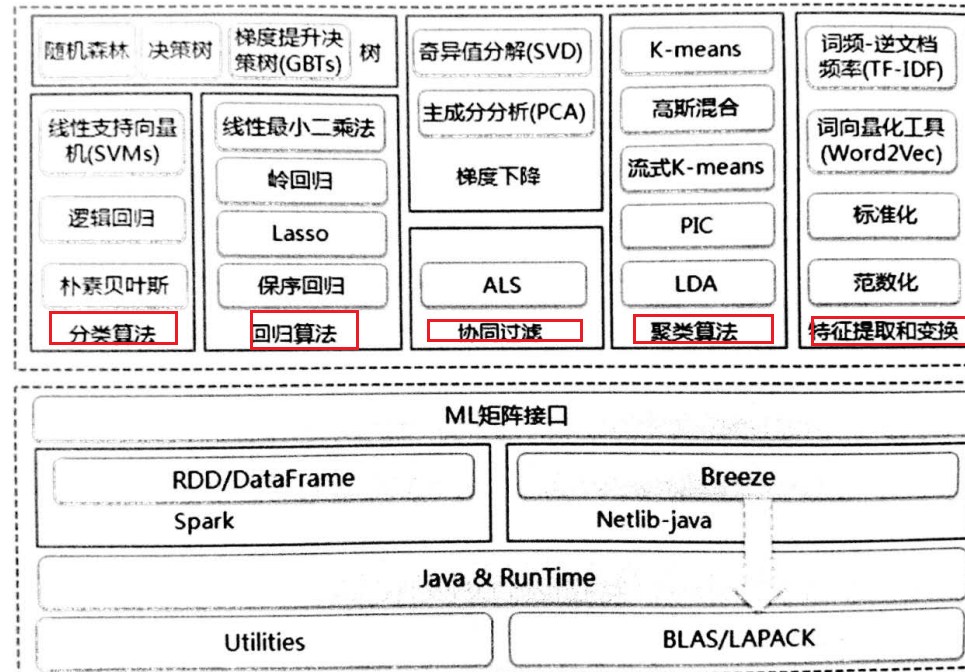 随机森林
决策树
梯度提升决
策树(GBTs)
树
线性支持向量
机(SVMs)
逻辑回归
朴素贝叶斯
分类算法
线性最小二乘法
岭回归
Lasso
保序回归
回归算法
奇异值分解(SVD)
主成分分析(PCA)
梯度下降
ALS
协同过滤
K-means
高斯混合
流式K-means
PIC
LDA
聚类算法
词频-逆文档
频率(TF-IDF)
词向量化工具
(Word2Vec)
标准化
范数化
特征提取和变换
ML矩阵接口
RDD/DataFrame
Spark
Breeze
Netlib-java
Java & RunTime
Utilities
BLAS/LAPACK